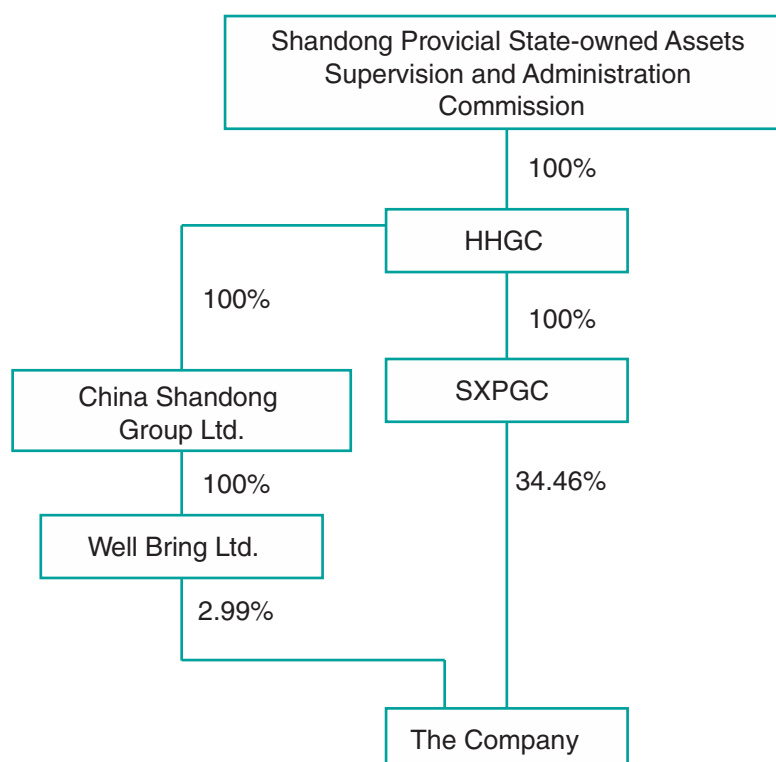 Shandong Provicial State-owned Assets
Supervision and Administration
Commission
100%
HHGC
100%
100%
China Shandong
Group Ltd.
SXPGC
100%
34.46%
Well Bring Ltd.
2.99%
The Company